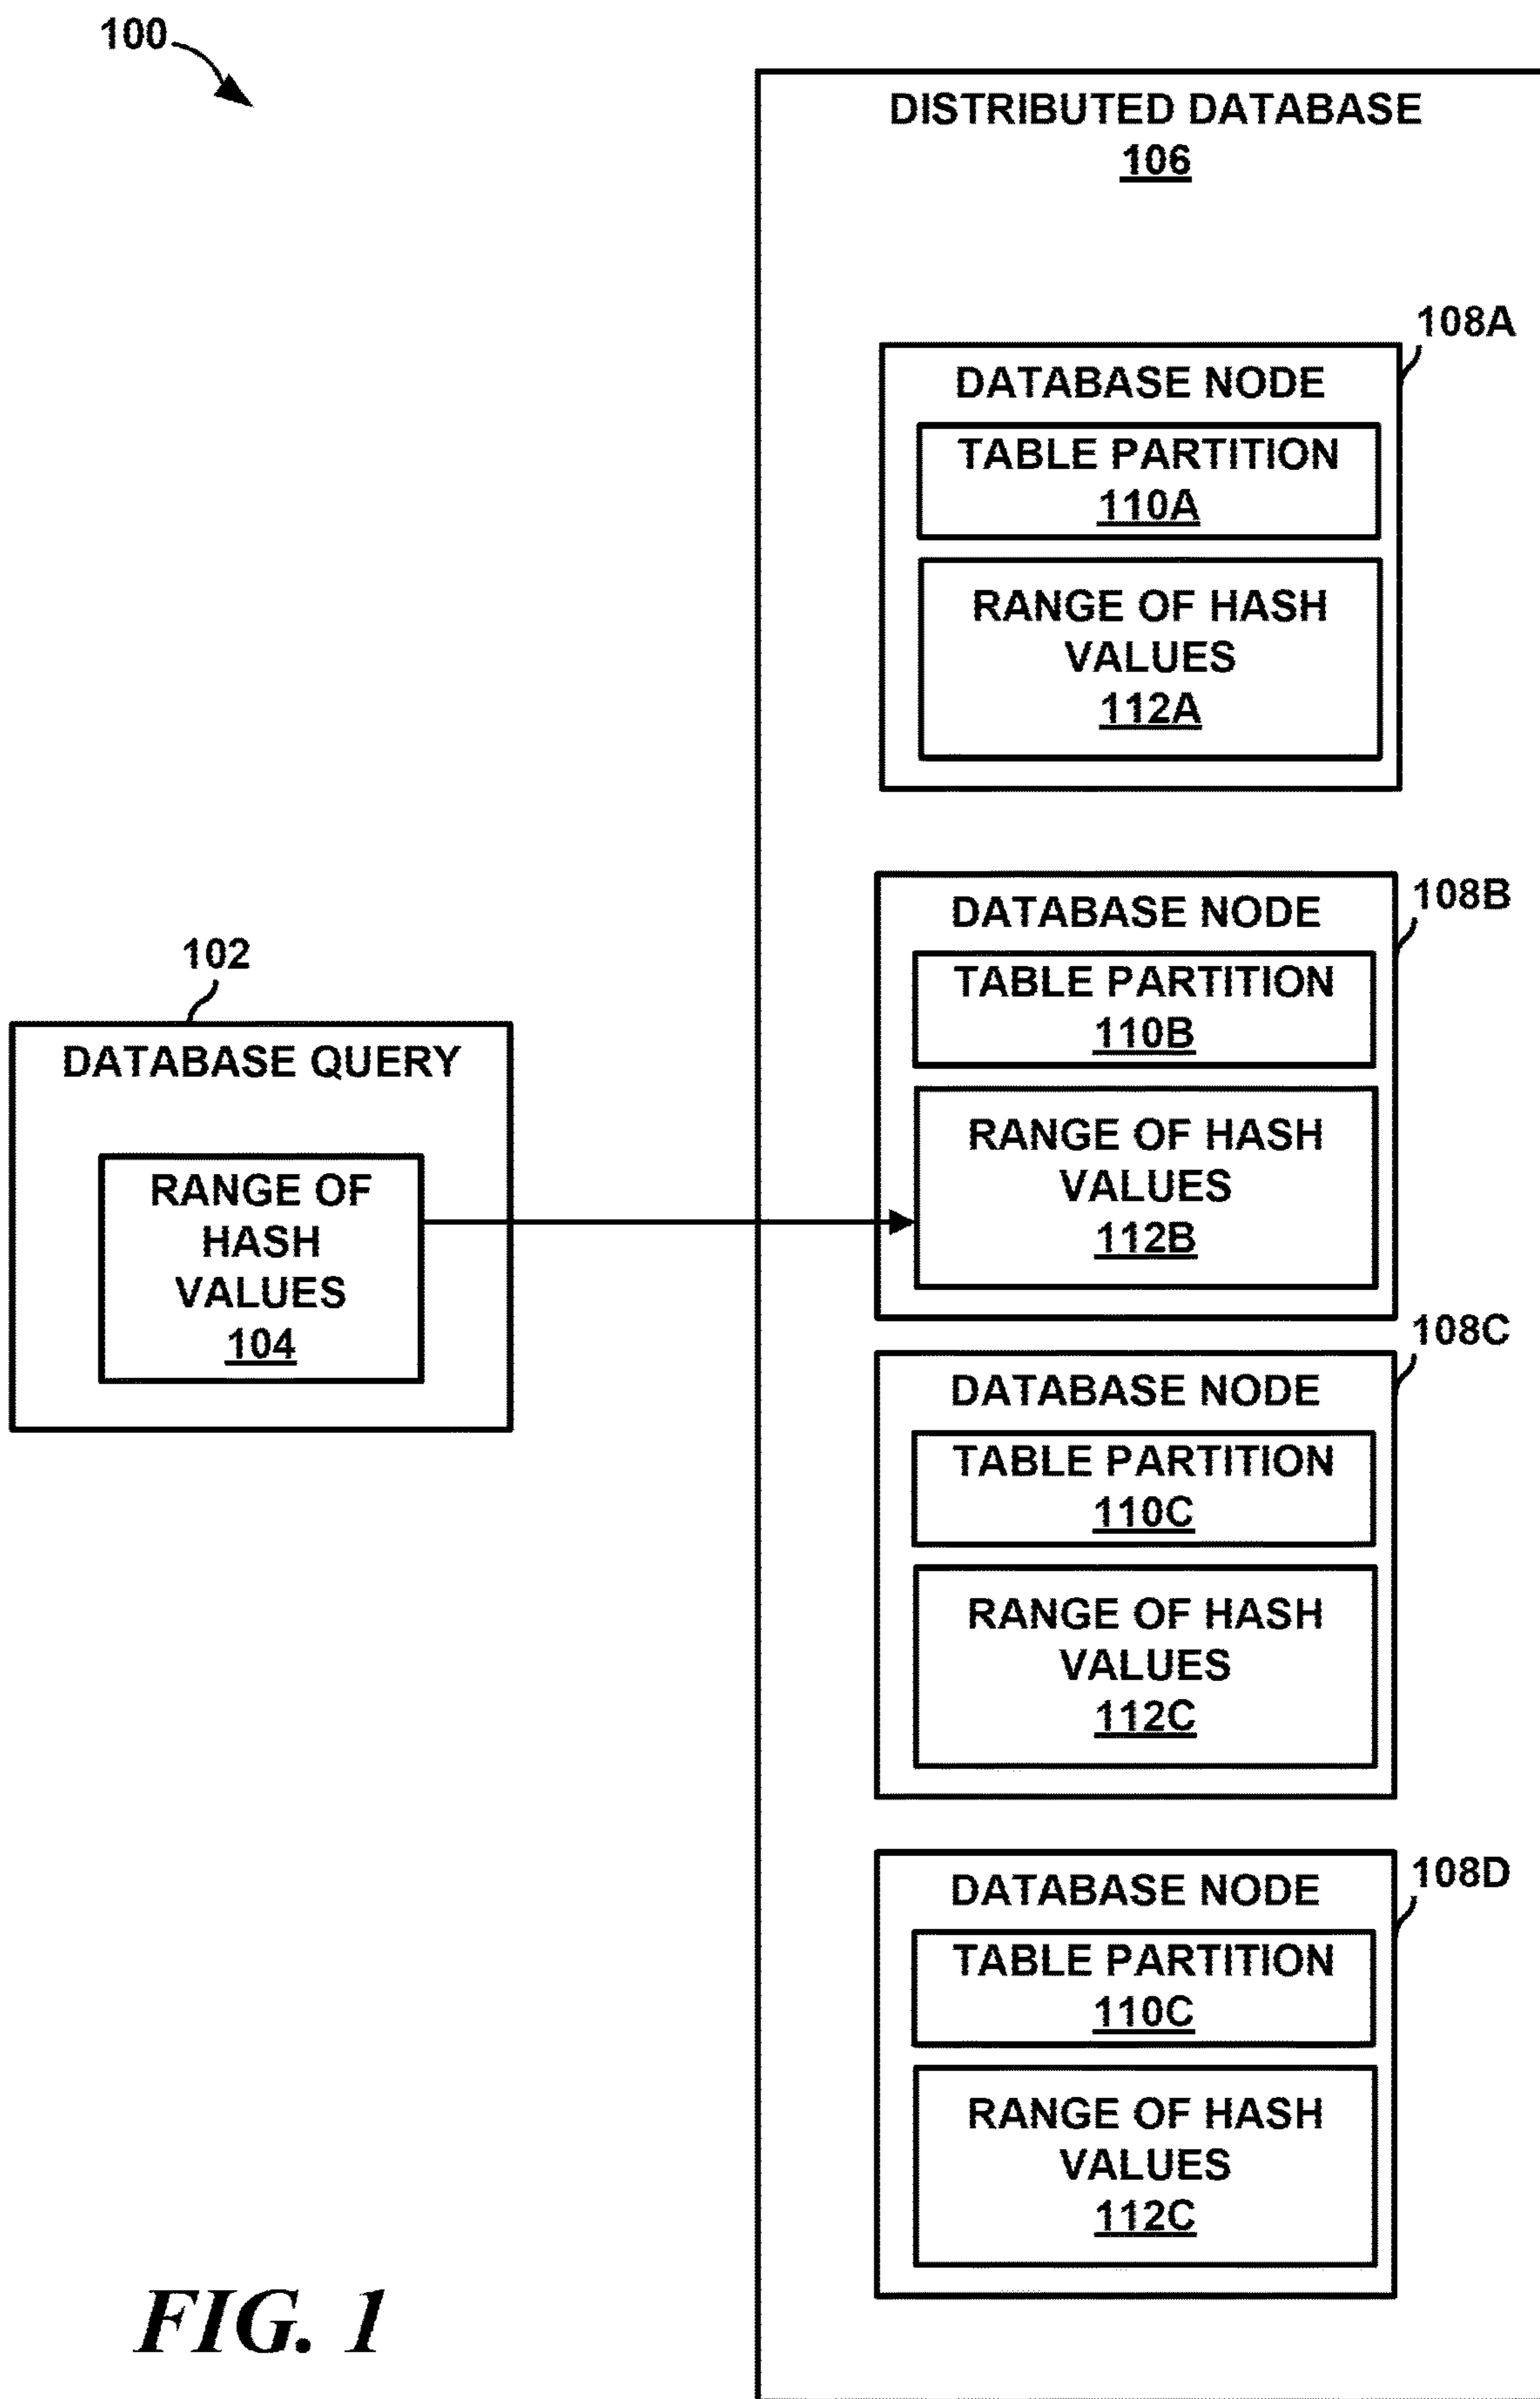 100
DISTRIBUTED DATABASE
106
108A
DATABASE NODE
TABLE PARTITION
110A
RANGE OF HASH
VALUES
112A
108B
DATABASE NODE
TABLE PARTITION
110B
RANGE OF HASH
VALUES
112B
102
DATABASE QUERY
RANGE OF
HASH
VALUES
104
108C
DATABASE NODE
TABLE PARTITION
110C
RANGE OF HASH
VALUES
112C
108D
DATABASE NODE
TABLE PARTITION
110C
RANGE OF HASH
VALUES
112C
FIG. 1